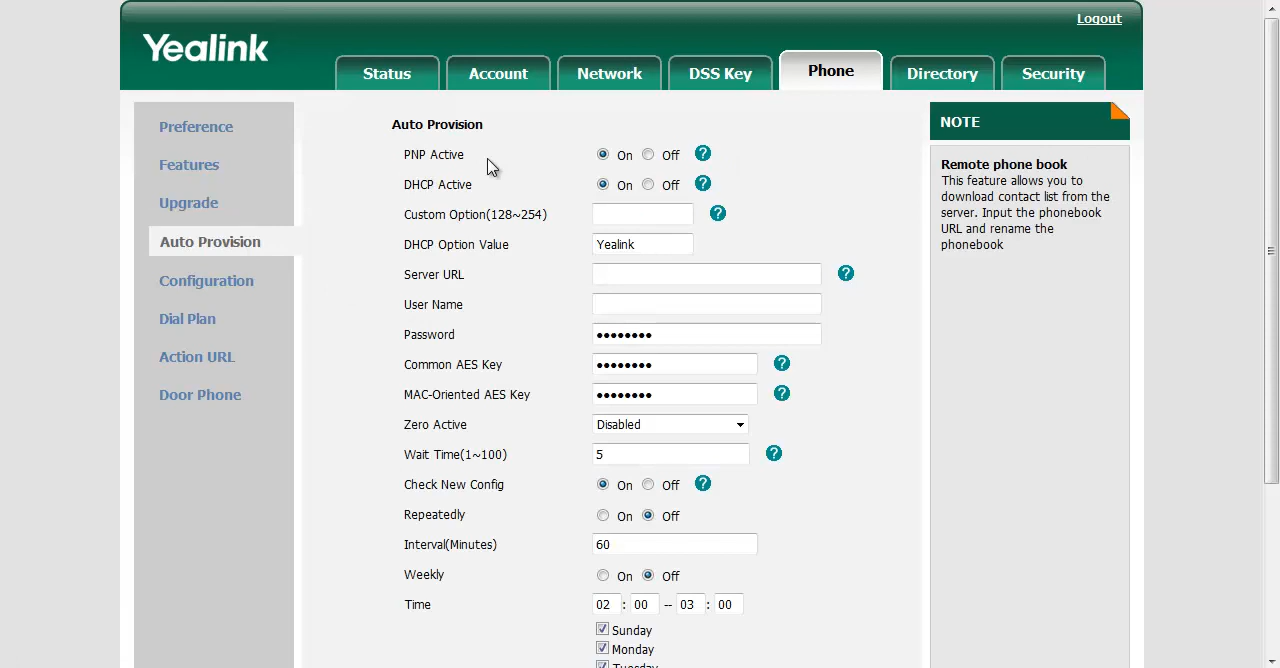 Logout
Yealink
Status
Account
Network
DSS Key
Phone
Directory
Security
Preference
Features
Upgrade
Auto Provision
Configuration
Dial Plan
Action URL
Door Phone
Auto Provision
PNP Active On Off ?
DHCP Active On Off ?
Custom Option(128~254) ?
DHCP Option Value Yealink
Server URL ?
User Name
Password ●●●●●●●●
Common AES Key ●●●●●●●● ?
MAC-Oriented AES Key ●●●●●●●● ?
Zero Active Disabled
Wait Time(1~100) 5 ?
Check New Config On Off ?
Repeatedly On Off
Interval(Minutes) 60
Weekly On Off
Time 02 : 00 -- 03 : 00
Sunday
Monday
Tuesday
NOTE
Remote phone book
This feature allows you to
download contact list from the
server. Input the phonebook
URL and rename the
phonebook